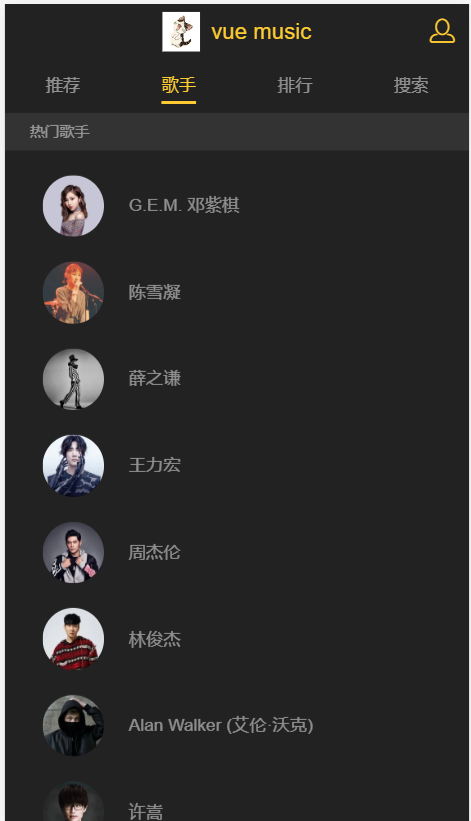 vue music
推荐 歌手 排行 搜索
热门歌手
G.E.M. 邓紫棋
陈雪凝
薛之谦
王力宏
周杰伦
林俊杰
Alan Walker (艾伦·沃克)
许嵩